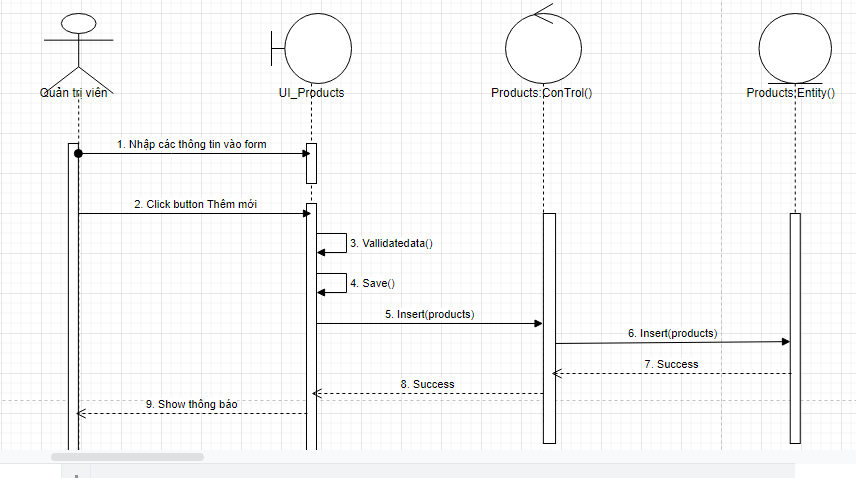 Quản trị viên
UI_Products
Products:ConTrol()
Products:Entity()
1. Nhập các thông tin vào form
2. Click button Thêm mới
3. Vallidatedata()
4. Save()
5. Insert(products)
6. Insert(products)
7. Success
8. Success
9. Show thông báo